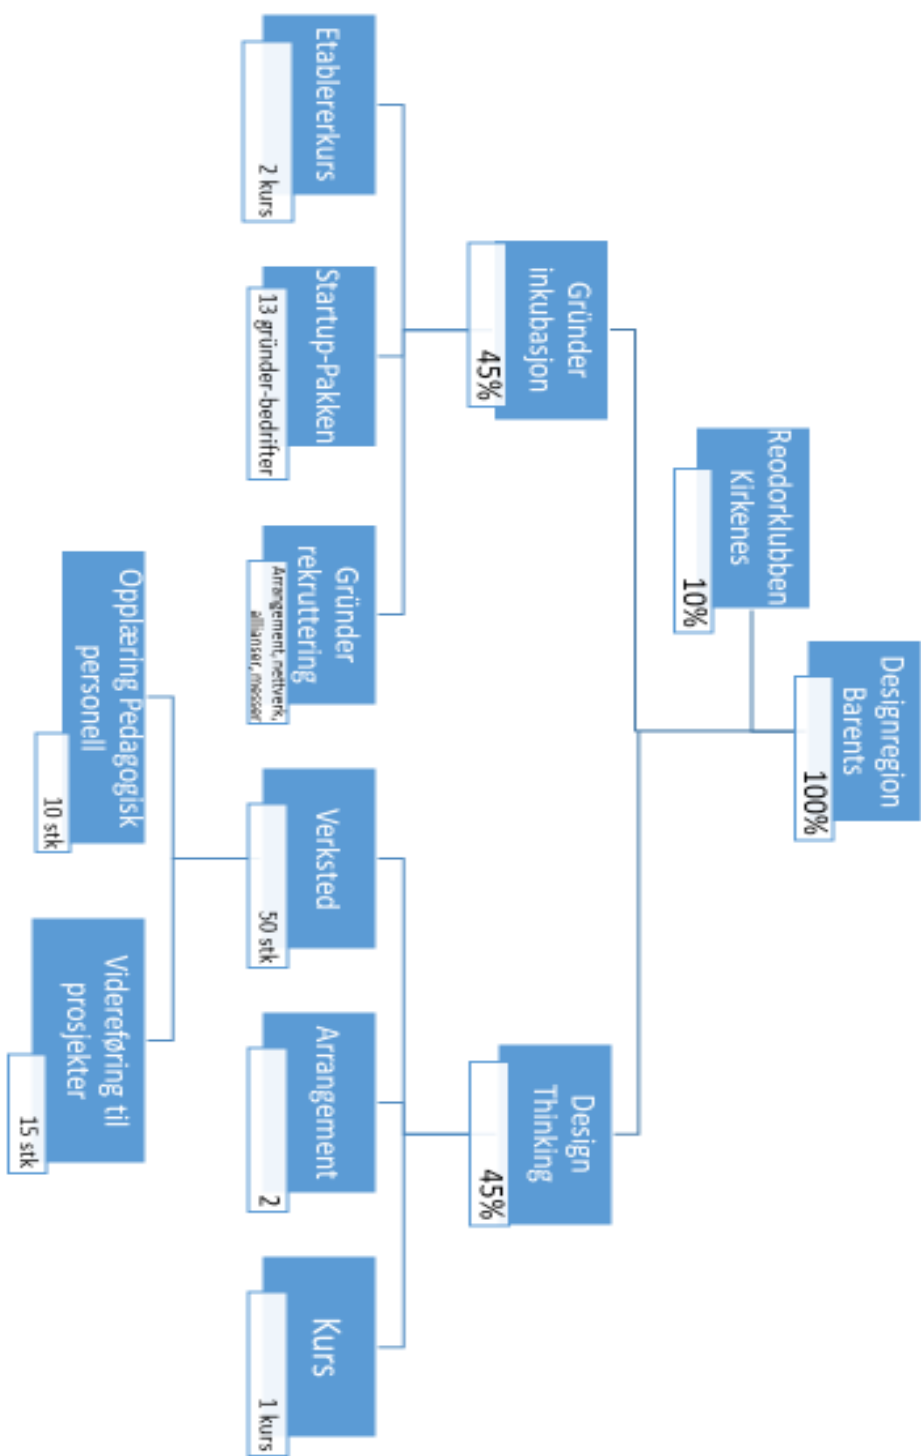 Designregion
Barents
100%
Reodorklubben
Kirkenes
10%
Gründer
inkubasjon
45%
Design
Thinking
45%
Etablererkurs
2 kurs
Startup-Pakken
13 gründer-bedrifter
Gründer
rekruttering
Arrangement, nettverk,
allianser, messer
Verksted
50 stk
Arrangement
2
Kurs
1 kurs
Opplæring Pedagogisk
personell
10 stk
Videreføring til
prosjekter
15 stk